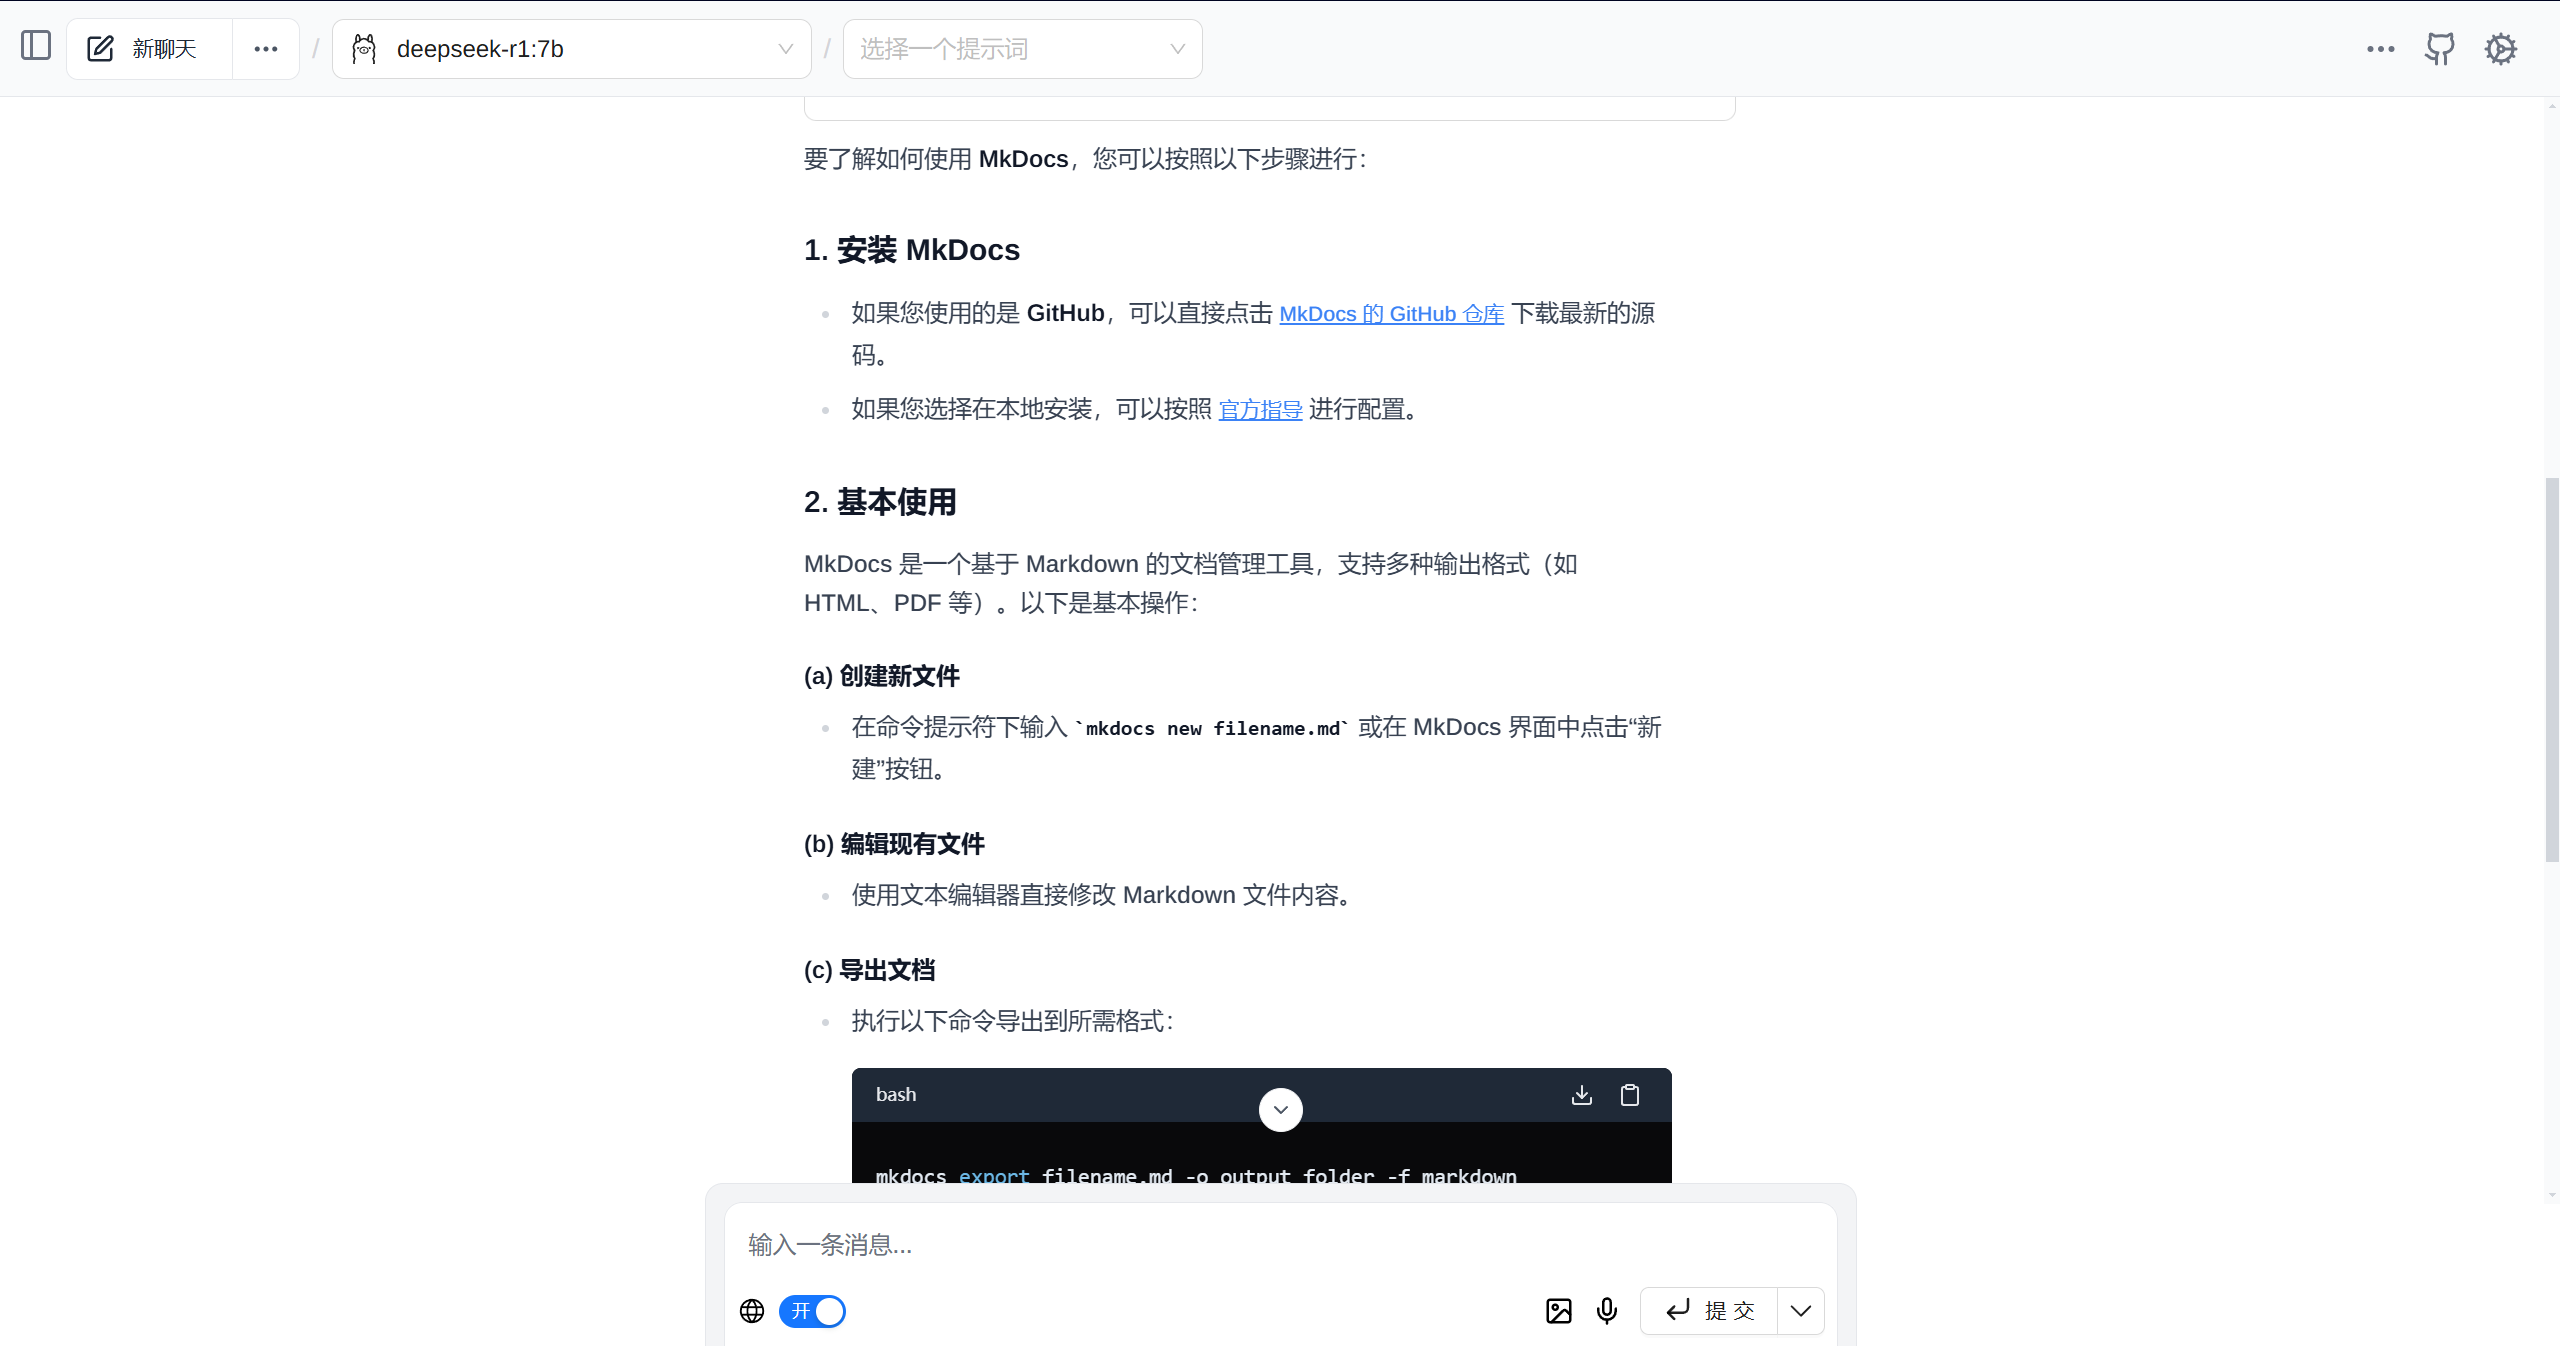 新聊天
deepseek-r1:7b
选择一个提示词
要了解如何使用 MkDocs，您可以按照以下步骤进行：
1. 安装 MkDocs
如果您使用的是 GitHub，可以直接点击 MkDocs 的 GitHub 仓库 下载最新的源
码。
如果您选择在本地安装，可以按照 官方指导 进行配置。
2. 基本使用
MkDocs 是一个基于 Markdown 的文档管理工具，支持多种输出格式（如
HTML、PDF 等）。以下是基本操作：
(a) 创建新文件
在命令提示符下输入 `mkdocs new filename.md` 或在 MkDocs 界面中点击“新
建”按钮。
(b) 编辑现有文件
使用文本编辑器直接修改 Markdown 文件内容。
(c) 导出文档
执行以下命令导出到所需格式：
bash
mkdocs export filename.md -o output_folder -f markdown
输入一条消息...
开
提 交